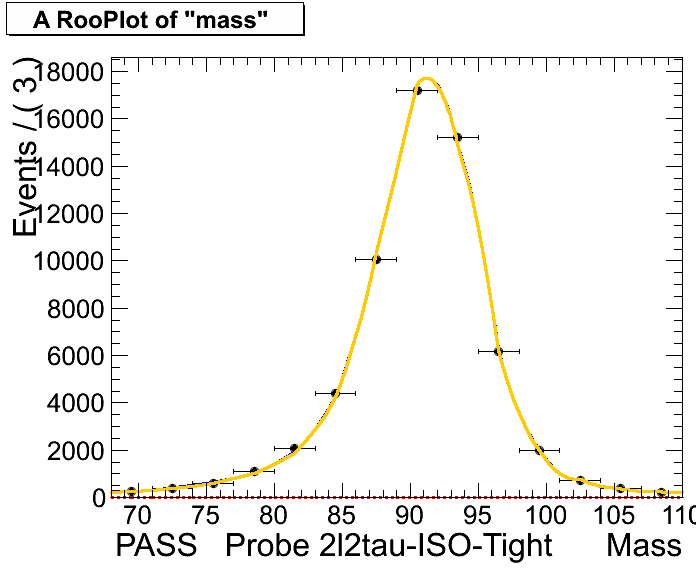 A RooPlot of "mass"
Events / ( 3 )
18000
16000
14000
12000
10000
8000
6000
4000
2000
0
70 75 80 85 90 95 100 105 110
PASS Probe 2l2tau-ISO-Tight Mass